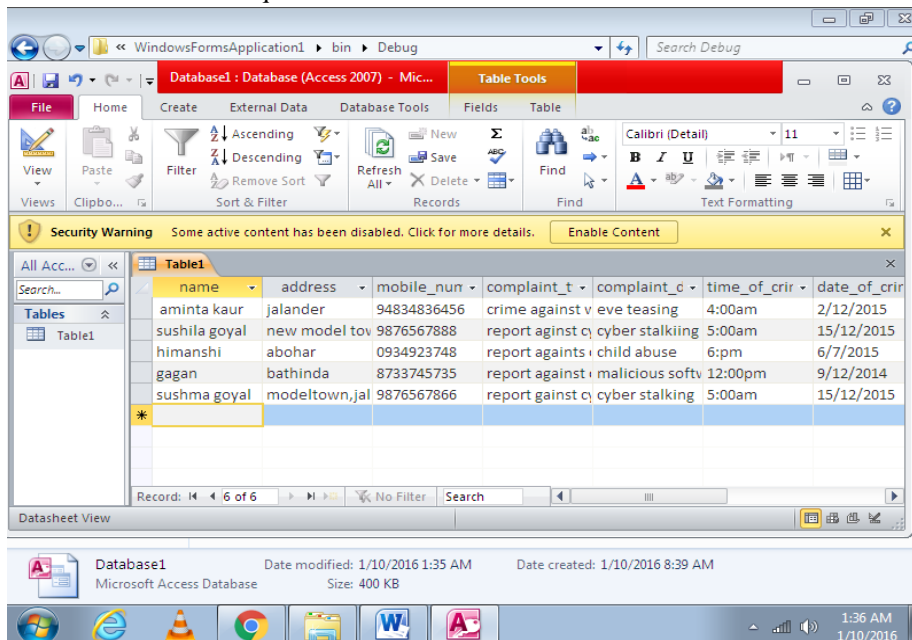 « WindowsFormsApplication1 ▸ bin ▸ Debug Search Debug
Database1 : Database (Access 2007) - Mic... Table Tools
File Home Create External Data Database Tools Fields Table
View Paste Filter Ascending Descending Remove Sort Refresh All New Save Delete Σ Find Calibri (Detail) 11
B I U A
Views Clipbo... Sort & Filter Records Find Text Formatting
Security Warning Some active content has been disabled. Click for more details. Enable Content
All Acc... « Table1
Search...
name address mobile_num complaint_t complaint_d time_of_crir date_of_crir
Tables
Table1
aminta kaur jalander 94834836456 crime against v eve teasing 4:00am 2/12/2015
sushila goyal new model tov 9876567888 report aginst cy cyber stalkiing 5:00am 15/12/2015
himanshi abohar 0934923748 report againts child abuse 6:pm 6/7/2015
gagan bathinda 8733745735 report against malicious softv 12:00pm 9/12/2014
sushma goyal modeltown,jal 9876567866 report gainst cy cyber stalking 5:00am 15/12/2015
Record: 6 of 6 No Filter Search
Datasheet View
Database1 Date modified: 1/10/2016 1:35 AM Date created: 1/10/2016 8:39 AM
Microsoft Access Database Size: 400 KB
1:36 AM
1/10/2016